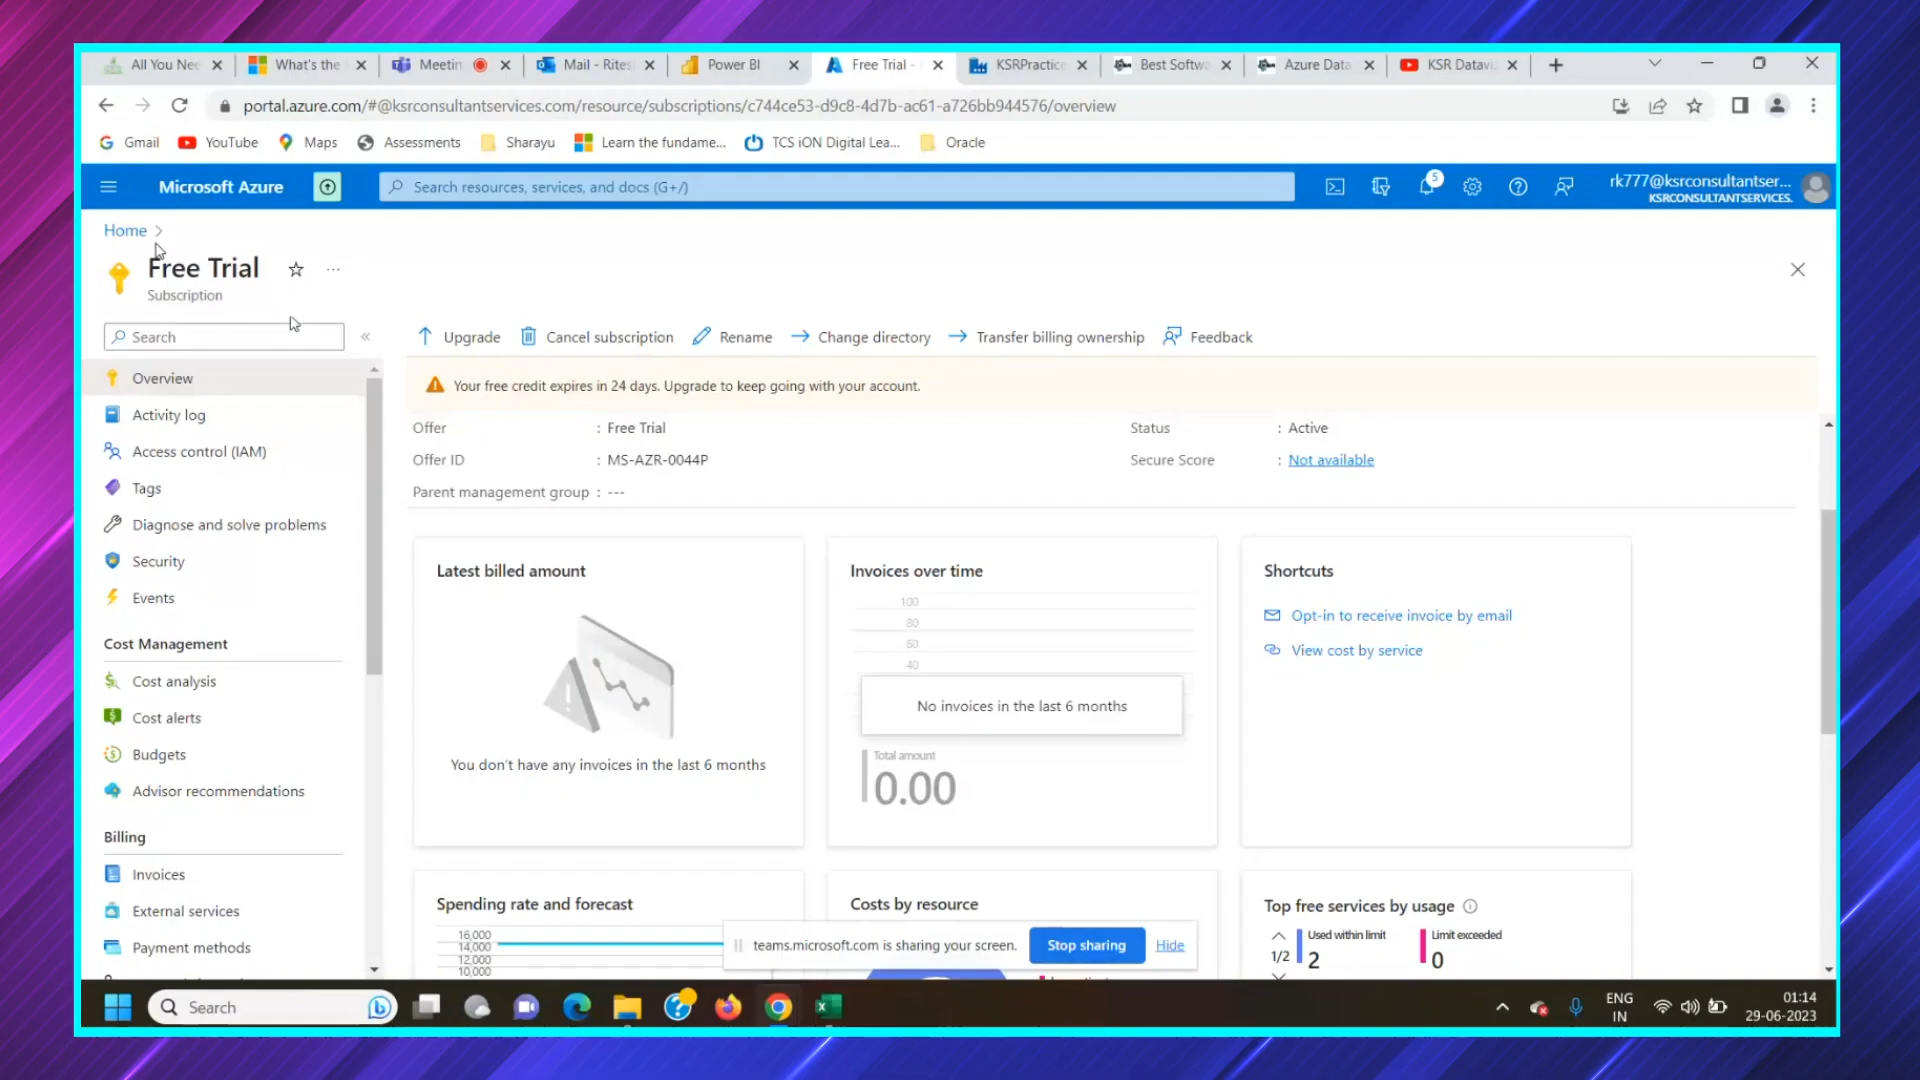 All You Nee
What's the
Meetin
Mail - Rites
Power BI
Free Trial -
KSRPractice
Best Softwa
Azure Data
KSR Dataviz
portal.azure.com/#@ksrconsultantservices.com/resource/subscriptions/c744ce53-d9c8-4d7b-ac61-a726bb944576/overview
Gmail
YouTube
Maps
Assessments
Sharayu
Learn the fundame...
TCS iON Digital Lea...
Oracle
Microsoft Azure
Search resources, services, and docs (G+/)
5
rk777@ksrconsultantser...
KSRCONSULTANTSERVICES.
Home
Free Trial
...
Subscription
Search
«
Upgrade
Cancel subscription
Rename
Change directory
Transfer billing ownership
Feedback
Overview
Activity log
Access control (IAM)
Tags
Diagnose and solve problems
Security
Events
Cost Management
Cost analysis
Cost alerts
Budgets
Advisor recommendations
Billing
Invoices
External services
Payment methods
Your free credit expires in 24 days. Upgrade to keep going with your account.
Offer : Free Trial
Status : Active
Offer ID : MS-AZR-0044P
Secure Score : Not available
Parent management group : ---
Latest billed amount
You don't have any invoices in the last 6 months
Invoices over time
100
80
60
40
No invoices in the last 6 months
Total amount
0.00
Shortcuts
Opt-in to receive invoice by email
View cost by service
Spending rate and forecast
16,000
14,000
12,000
10,000
Costs by resource
Top free services by usage
1/2
Used within limit
2
Limit exceeded
0
teams.microsoft.com is sharing your screen.
Stop sharing
Hide
Search
ENG
IN
01:14
29-06-2023